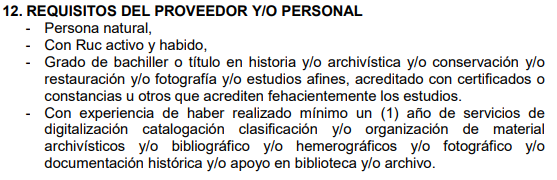 12. REQUISITOS DEL PROVEEDOR Y/O PERSONAL
- Persona natural,
- Con Ruc activo y habido,
- Grado de bachiller o título en historia y/o archivística y/o conservación y/o
restauración y/o fotografía y/o estudios afines, acreditado con certificados o
constancias u otros que acrediten fehacientemente los estudios.
- Con experiencia de haber realizado mínimo un (1) año de servicios de
digitalización catalogación clasificación y/o organización de material
archivísticos y/o bibliográfico y/o hemerográficos y/o fotográfico y/o
documentación histórica y/o apoyo en biblioteca y/o archivo.